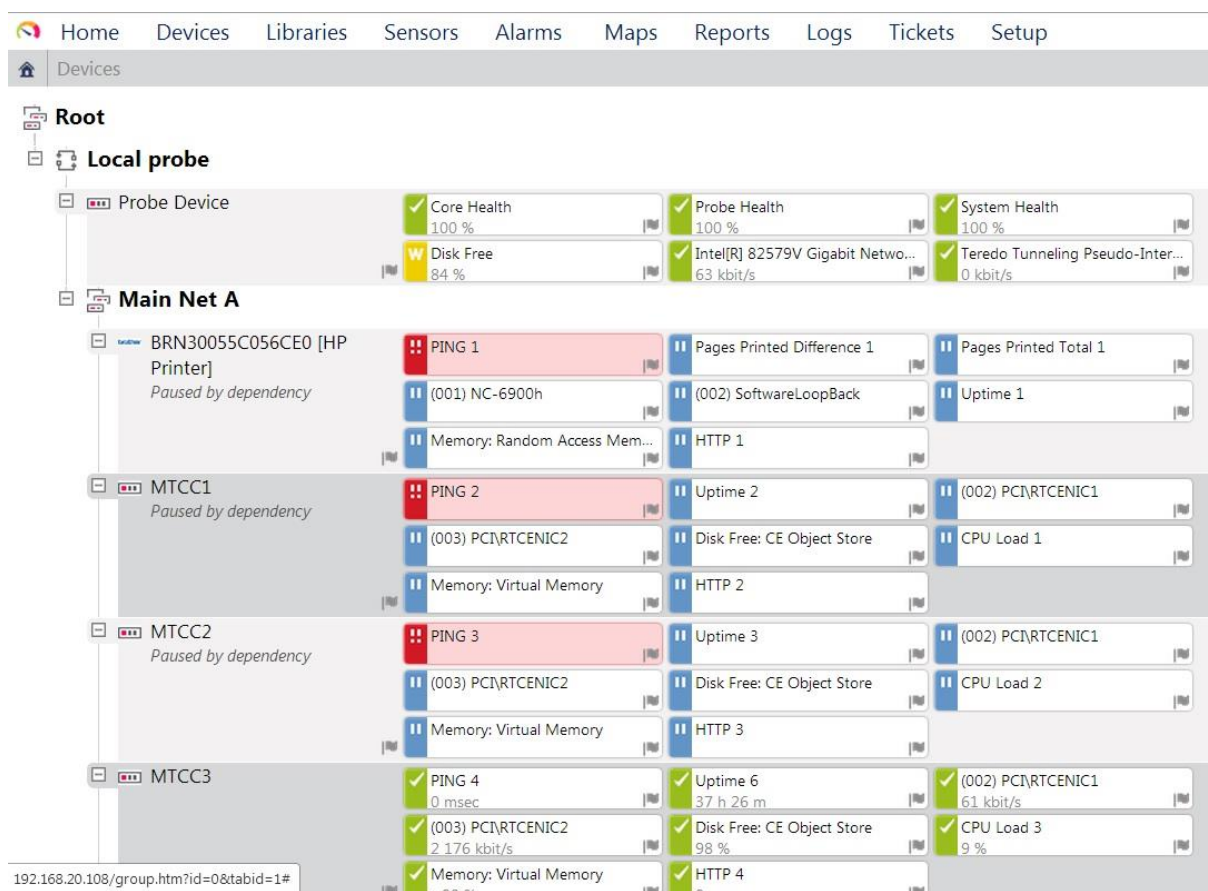 Home Devices Libraries Sensors Alarms Maps Reports Logs Tickets Setup
Devices
Root
Local probe
Probe Device
Core Health
100 %
Probe Health
100 %
System Health
100 %
W Disk Free
84 %
Intel[R] 82579V Gigabit Netwo...
63 kbit/s
Teredo Tunneling Pseudo-Inter...
0 kbit/s
Main Net A
brother BRN30055C056CE0 [HP
Printer]
Paused by dependency
!! PING 1
Pages Printed Difference 1
Pages Printed Total 1
(001) NC-6900h
(002) SoftwareLoopBack
Uptime 1
Memory: Random Access Mem...
HTTP 1
MTCC1
Paused by dependency
!! PING 2
Uptime 2
(002) PCI\RTCENIC1
(003) PCI\RTCENIC2
Disk Free: CE Object Store
CPU Load 1
Memory: Virtual Memory
HTTP 2
MTCC2
Paused by dependency
!! PING 3
Uptime 3
(002) PCI\RTCENIC1
(003) PCI\RTCENIC2
Disk Free: CE Object Store
CPU Load 2
Memory: Virtual Memory
HTTP 3
MTCC3
PING 4
0 msec
Uptime 6
37 h 26 m
(002) PCI\RTCENIC1
61 kbit/s
(003) PCI\RTCENIC2
2 176 kbit/s
Disk Free: CE Object Store
98 %
CPU Load 3
9 %
Memory: Virtual Memory
HTTP 4
192.168.20.108/group.htm?id=0&tabid=1#